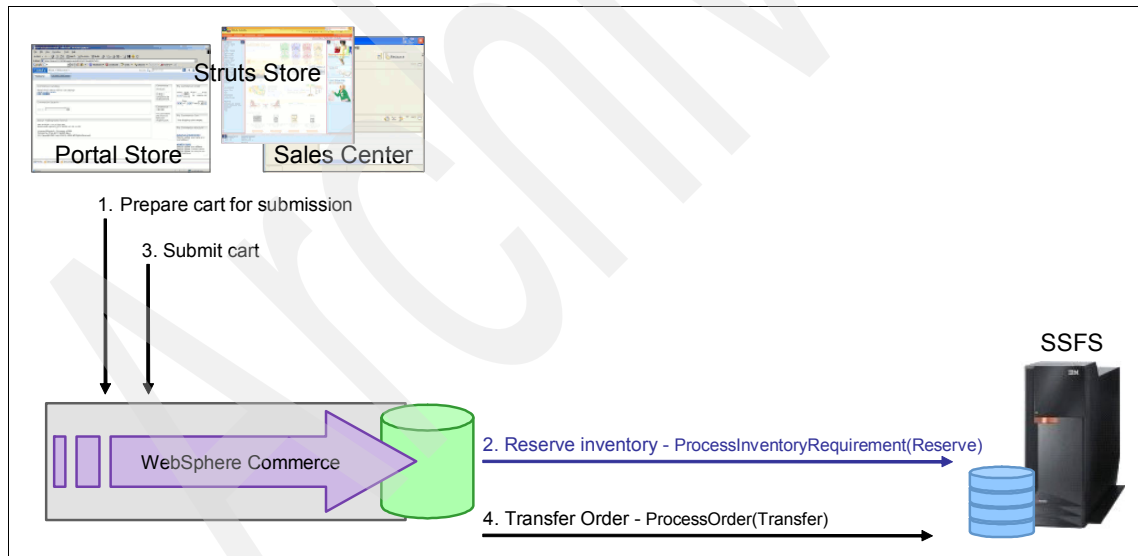 Struts Store
Portal Store
Sales Center
1. Prepare cart for submission
3. Submit cart
SSFS
IBM
WebSphere Commerce
2. Reserve inventory - ProcessInventoryRequirement(Reserve)
4. Transfer Order - ProcessOrder(Transfer)